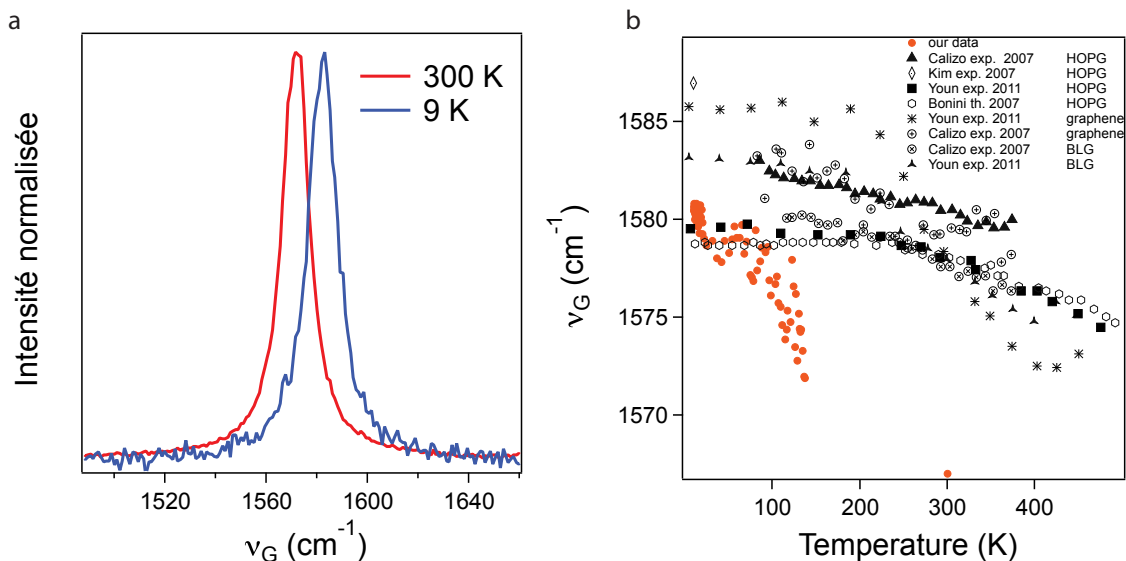 a
Intensité normalisée
300 K
9 K
1520
1560
1600
1640
νG (cm-1)
b
our data
Calizo exp. 2007 HOPG
Kim exp. 2007 HOPG
Youn exp. 2011 HOPG
Bonini th. 2007 HOPG
Youn exp. 2011 graphene
Calizo exp. 2007 graphene
Calizo exp. 2007 BLG
Youn exp. 2011 BLG
νG (cm-1)
1585
1580
1575
1570
100
200
300
400
Temperature (K)